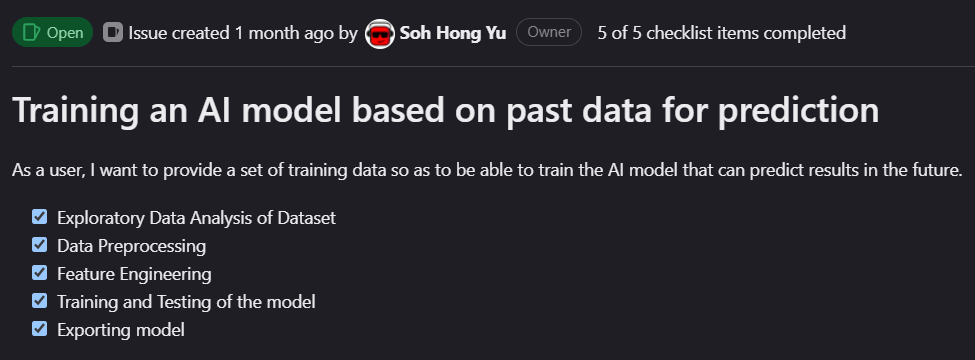 Open Issue created 1 month ago by Soh Hong Yu Owner 5 of 5 checklist items completed
Training an AI model based on past data for prediction
As a user, I want to provide a set of training data so as to be able to train the AI model that can predict results in the future.
Exploratory Data Analysis of Dataset
Data Preprocessing
Feature Engineering
Training and Testing of the model
Exporting model